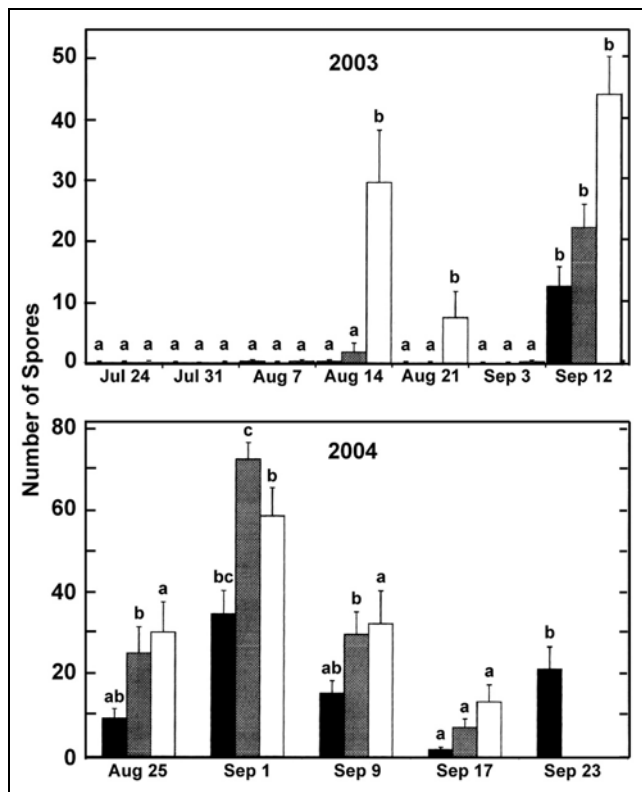 2003
Number of Spores
50
40
30
20
10
0
b
b
b
b
b
a a a a a a a a a a a a a a a a
Jul 24 Jul 31 Aug 7 Aug 14 Aug 21 Sep 3 Sep 12
2004
80
60
40
20
0
c
b
bc
b a
ab
b a
ab
a a a
b
Aug 25 Sep 1 Sep 9 Sep 17 Sep 23